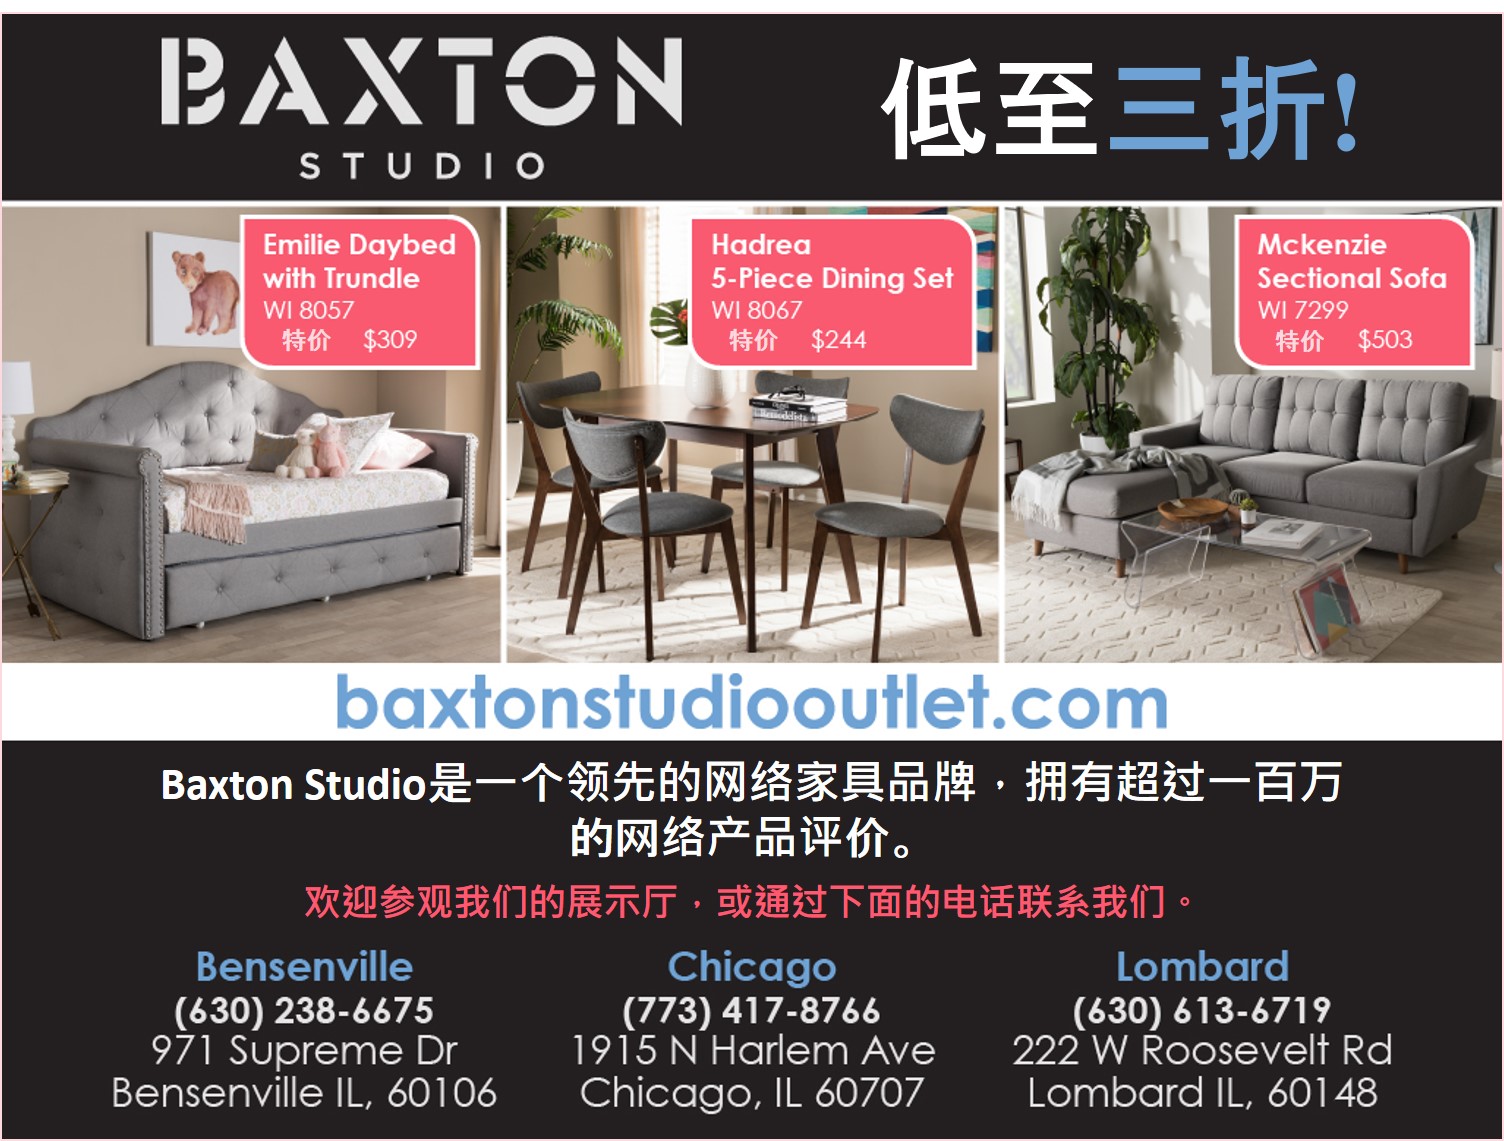 BAXTON
STUDIO
低至三折!
Emilie Daybed
with Trundle
WI 8057
特价 $309
Hadrea
5-Piece Dining Set
WI 8067
特价 $244
Mckenzie
Sectional Sofa
WI 7299
特价 $503
baxtonstudiooutlet.com
Baxton Studio是一个领先的网络家具品牌，拥有超过一百万
的网络产品评价。
欢迎参观我们的展示厅，或通过下面的电话联系我们。
Bensenville
(630) 238-6675
971 Supreme Dr
Bensenville IL, 60106
Chicago
(773) 417-8766
1915 N Harlem Ave
Chicago, IL 60707
Lombard
(630) 613-6719
222 W Roosevelt Rd
Lombard IL, 60148